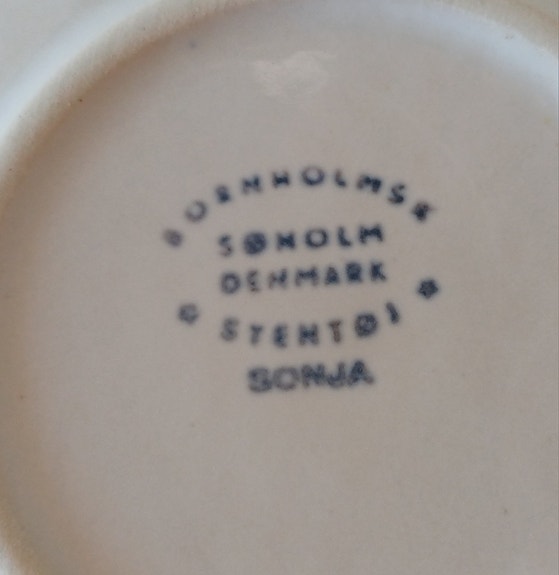 BORNHOLMSK
SØHOLM
DENMARK
STENTØJ
SONJA